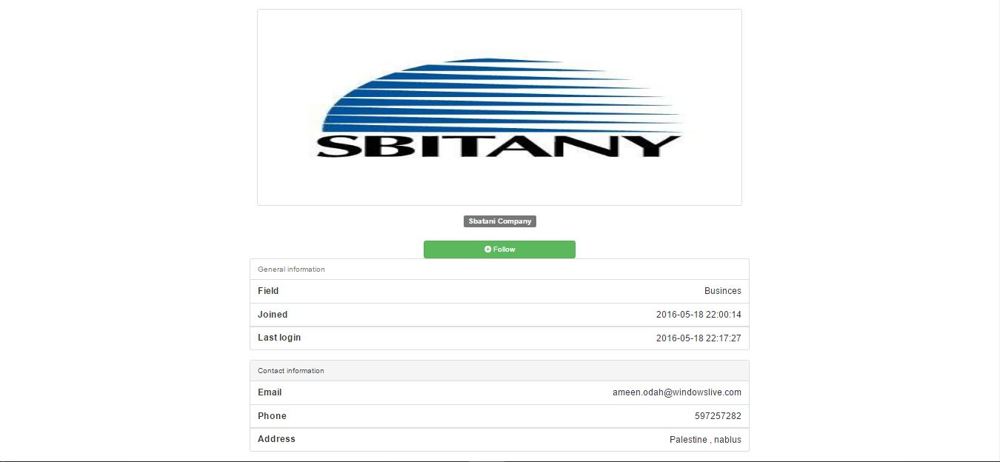 SBITANY
Sbatani Company
Follow
General information
Field Businces
Joined 2016-05-18 22:00:14
Last login 2016-05-18 22:17:27
Contact information
Email ameen.odah@windowslive.com
Phone 597257282
Address Palestine , nablus